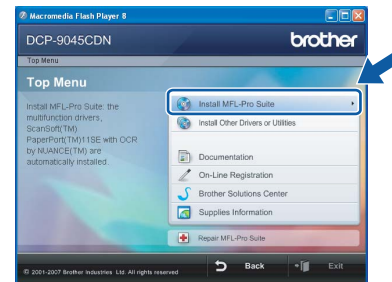 Macromedia Flash Player 8
DCP-9045CDN
brother
Top Menu
Top Menu
Install MFL-Pro Suite: the
multifunction drivers,
ScanSoft(TM)
PaperPort(TM)11SE with OCR
by NUANCE(TM) are
automatically installed.
Install MFL-Pro Suite
Install Other Drivers or Utilities
Documentation
On-Line Registration
Brother Solutions Center
Supplies Information
Repair MFL-Pro Suite
© 2001-2007 Brother Industries Ltd. All rights reserved
Back
Exit